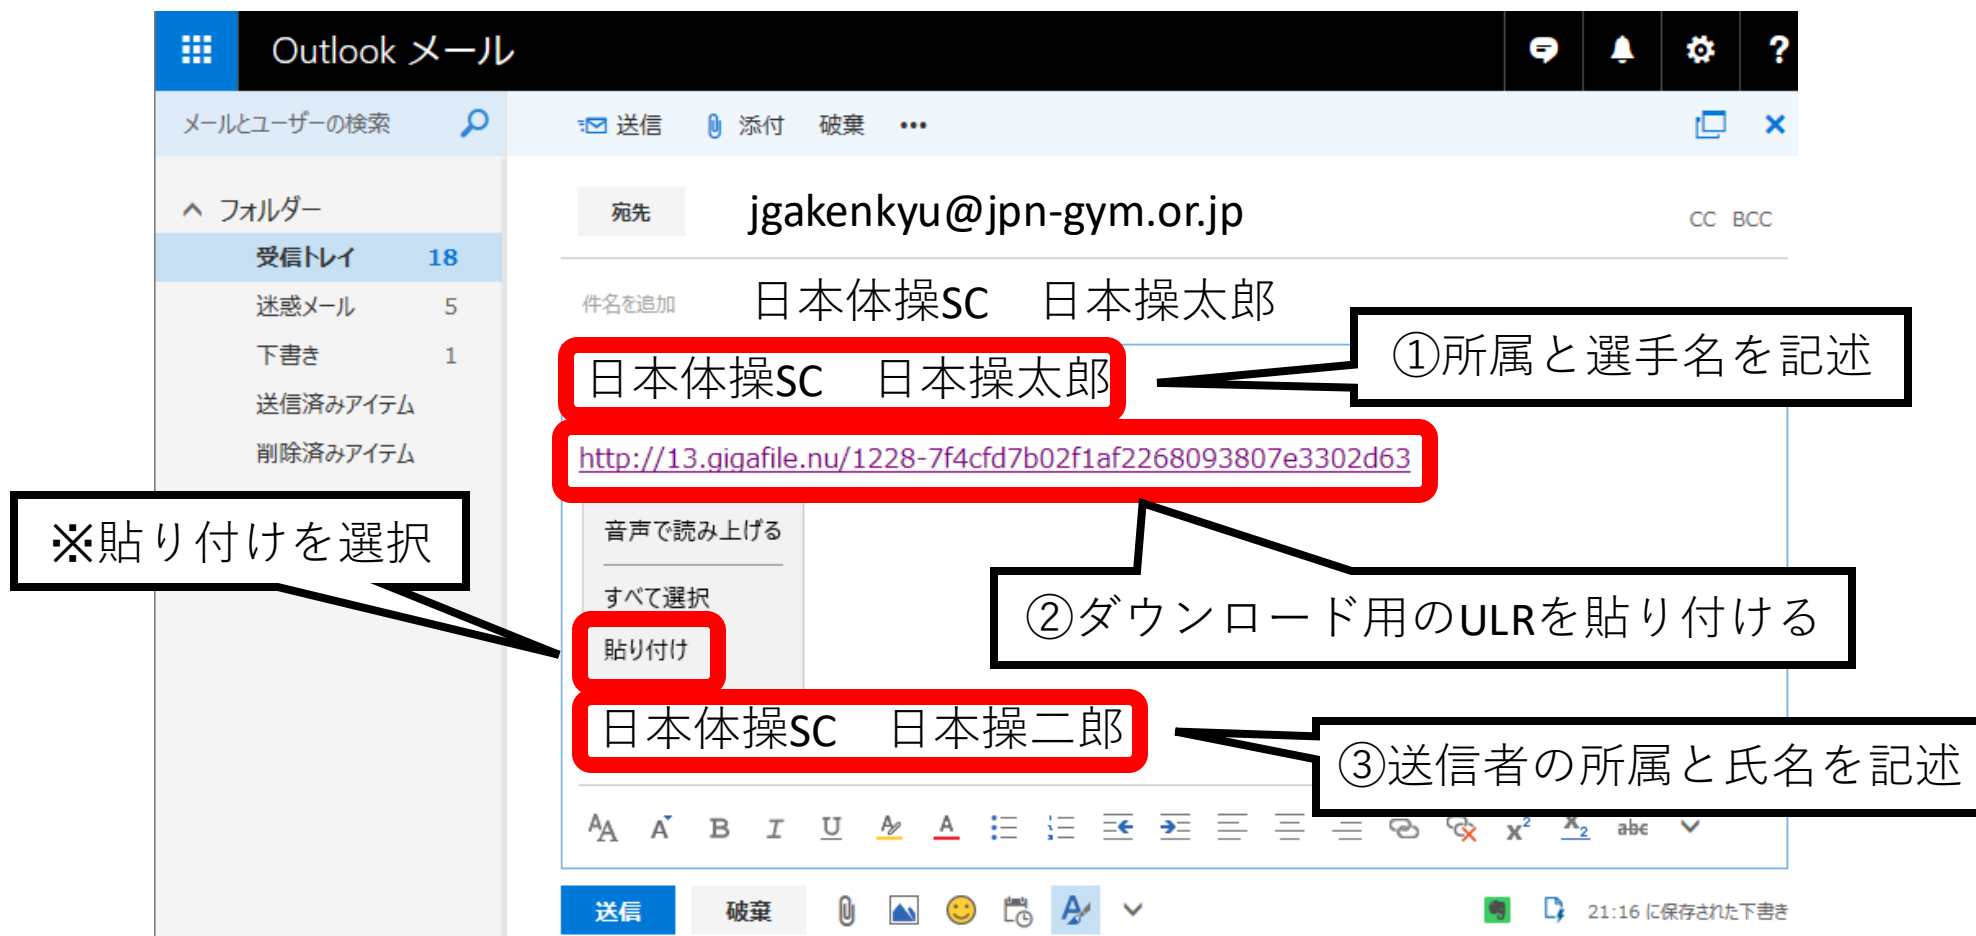 Outlook メール
?
メールとユーザーの検索
送信 添付 破棄 •••
フォルダー
受信トレイ 18
迷惑メール 5
下書き 1
送信済みアイテム
削除済みアイテム
宛先 jgakenkyu@jpn-gym.or.jp
CC BCC
件名を追加 日本体操SC 日本操太郎
日本体操SC 日本操太郎
①所属と選手名を記述
http://13.gigafile.nu/1228-7f4cfd7b02f1af2268093807e3302d63
※貼り付けを選択
音声で読み上げる
すべて選択
貼り付け
②ダウンロード用のULRを貼り付ける
日本体操SC 日本操二郎
③送信者の所属と氏名を記述
AA A B I U A A x² x₂ abc
送信 破棄 21:16 に保存された下書き